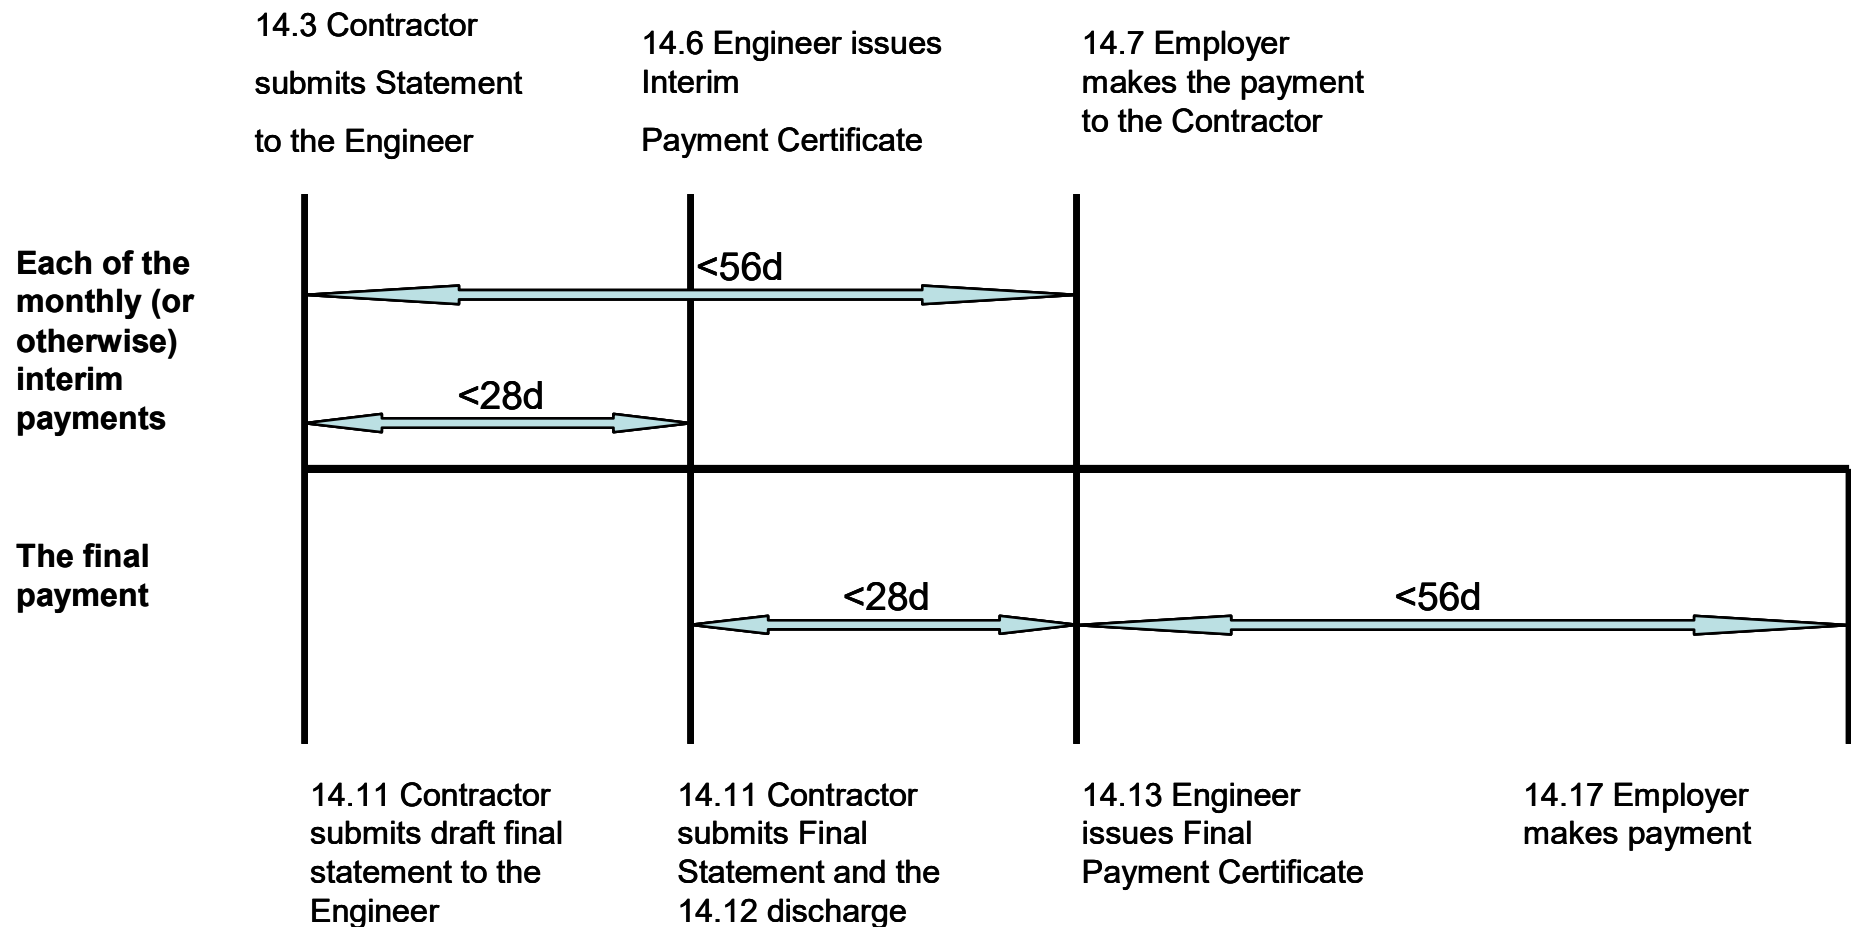 14.3 Contractor
submits Statement
to the Engineer
14.6 Engineer issues
Interim
Payment Certificate
14.7 Employer
makes the payment
to the Contractor
Each of the
monthly (or
otherwise)
interim
payments
<56d
<28d
The final
payment
<28d
<56d
14.11 Contractor
submits draft final
statement to the
Engineer
14.11 Contractor
submits Final
Statement and the
14.12 discharge
14.13 Engineer
issues Final
Payment Certificate
14.17 Employer
makes payment